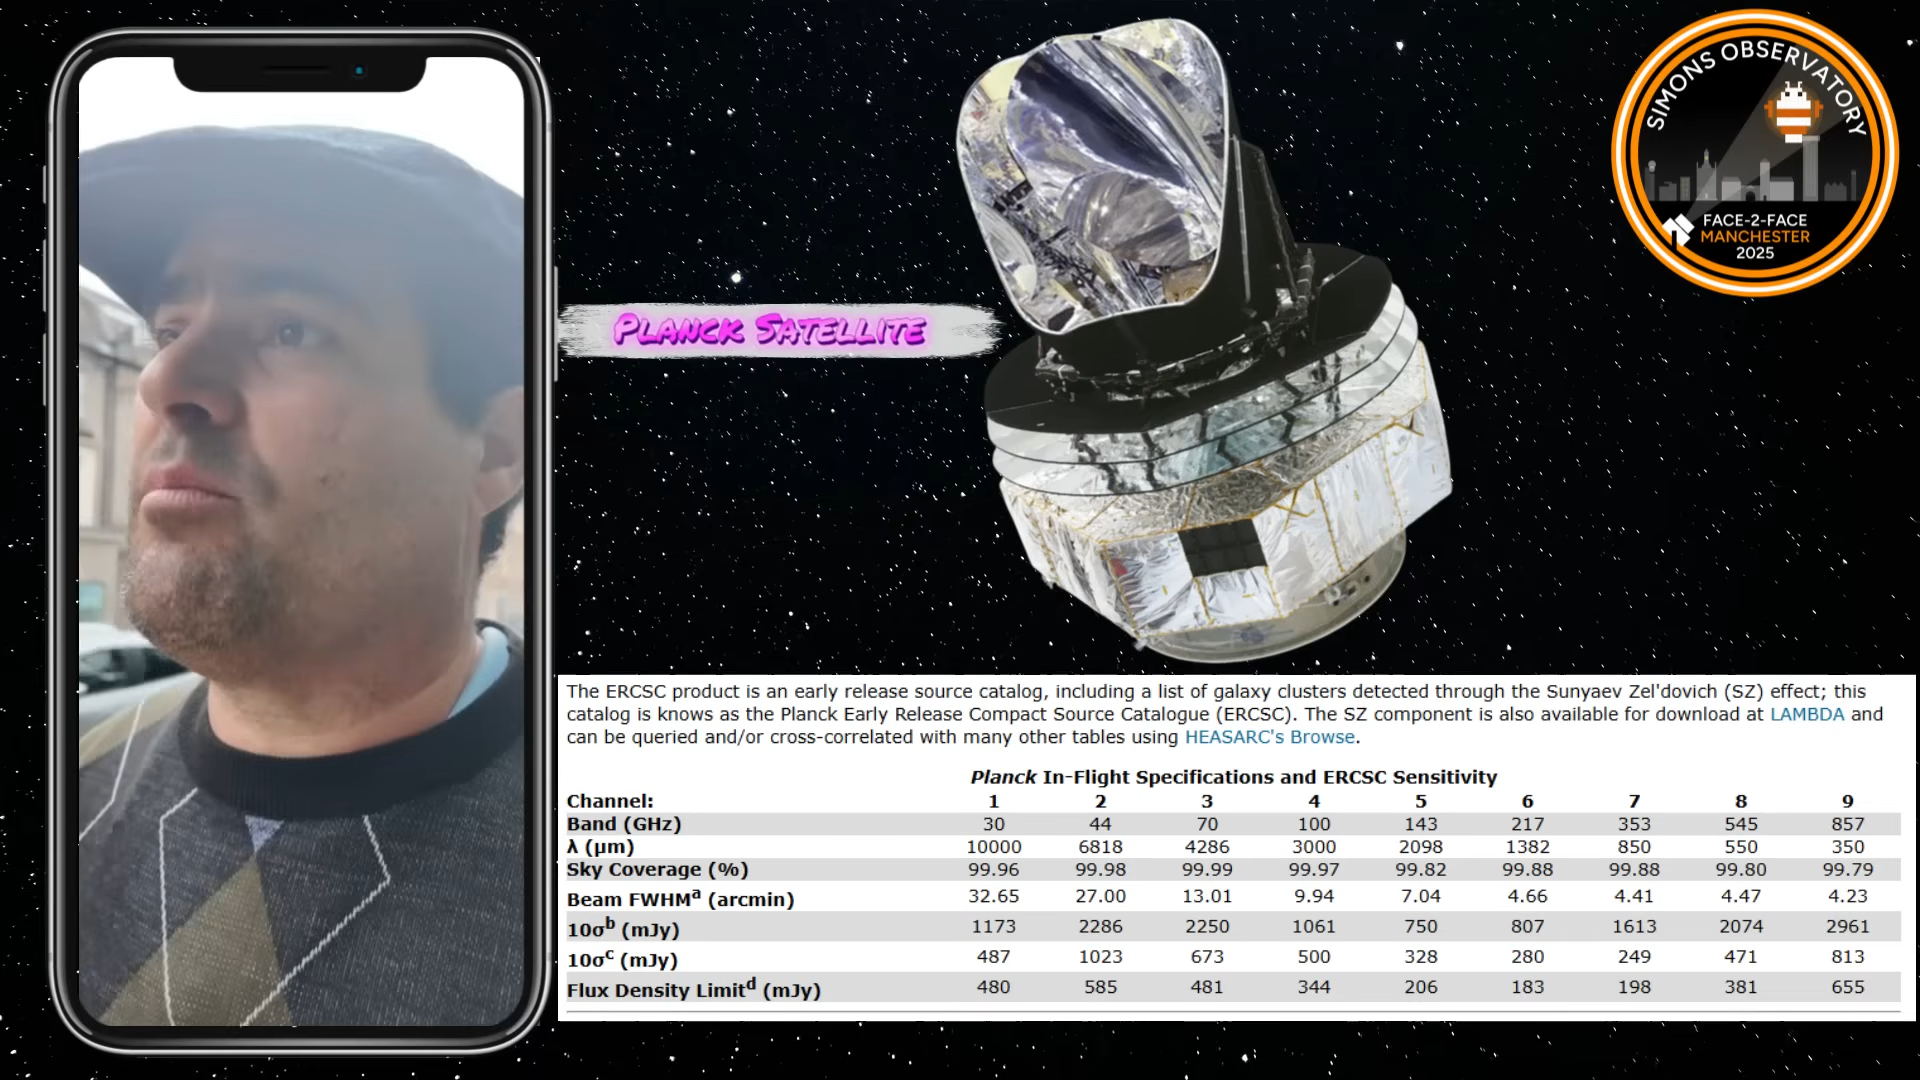 SIMONS OBSERVATORY
FACE-2-FACE
MANCHESTER
2025
PLANCK SATELLITE
The ERCSC product is an early release source catalog, including a list of galaxy clusters detected through the Sunyaev Zel'dovich (SZ) effect; this
catalog is knows as the Planck Early Release Compact Source Catalogue (ERCSC). The SZ component is also available for download at LAMBDA and
can be queried and/or cross-correlated with many other tables using HEASARC's Browse.
Planck In-Flight Specifications and ERCSC Sensitivity
Channel: 1 2 3 4 5 6 7 8 9
Band (GHz) 30 44 70 100 143 217 353 545 857
λ (μm) 10000 6818 4286 3000 2098 1382 850 550 350
Sky Coverage (%) 99.96 99.98 99.99 99.97 99.82 99.88 99.88 99.80 99.79
Beam FWHMᵃ (arcmin) 32.65 27.00 13.01 9.94 7.04 4.66 4.41 4.47 4.23
10σᵇ (mJy) 1173 2286 2250 1061 750 807 1613 2074 2961
10σᶜ (mJy) 487 1023 673 500 328 280 249 471 813
Flux Density Limitᵈ (mJy) 480 585 481 344 206 183 198 381 655